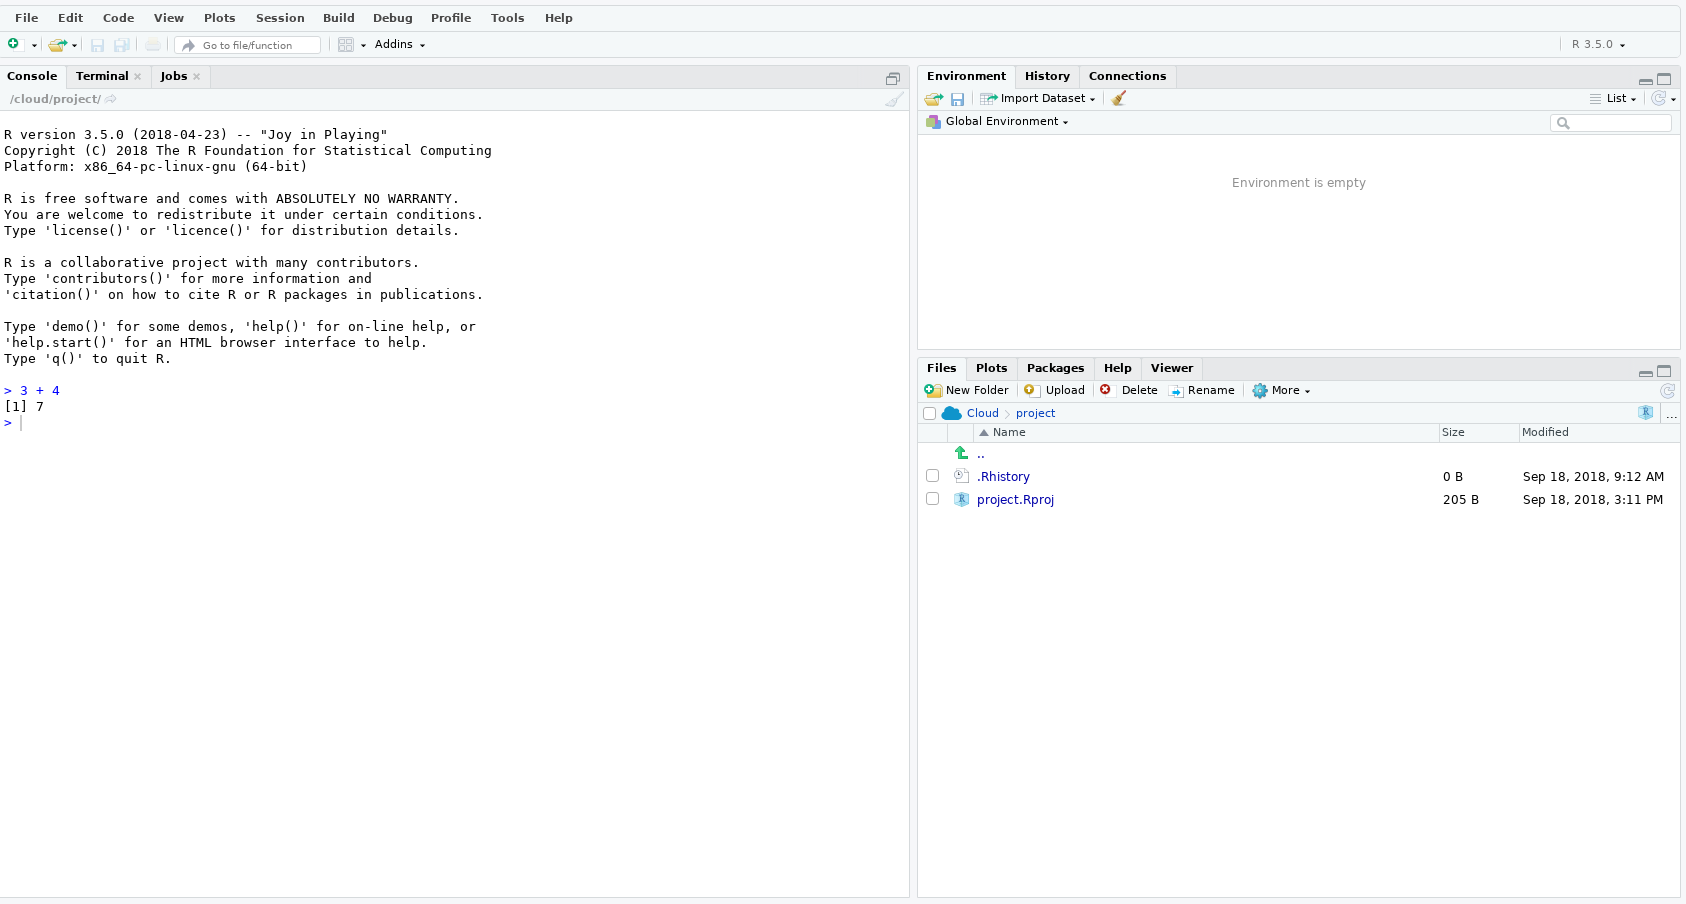 File Edit Code View Plots Session Build Debug Profile Tools Help
Go to file/function Addins R 3.5.0
Console Terminal Jobs
/cloud/project/
R version 3.5.0 (2018-04-23) -- "Joy in Playing"
Copyright (C) 2018 The R Foundation for Statistical Computing
Platform: x86_64-pc-linux-gnu (64-bit)
R is free software and comes with ABSOLUTELY NO WARRANTY.
You are welcome to redistribute it under certain conditions.
Type 'license()' or 'licence()' for distribution details.
R is a collaborative project with many contributors.
Type 'contributors()' for more information and
'citation()' on how to cite R or R packages in publications.
Type 'demo()' for some demos, 'help()' for on-line help, or
'help.start()' for an HTML browser interface to help.
Type 'q()' to quit R.
> 3 + 4
[1] 7
>
Environment History Connections
Import Dataset List
Global Environment
Environment is empty
Files Plots Packages Help Viewer
New Folder Upload Delete Rename More
Cloud project R ...
Name Size Modified
..
.Rhistory 0 B Sep 18, 2018, 9:12 AM
R project.Rproj 205 B Sep 18, 2018, 3:11 PM